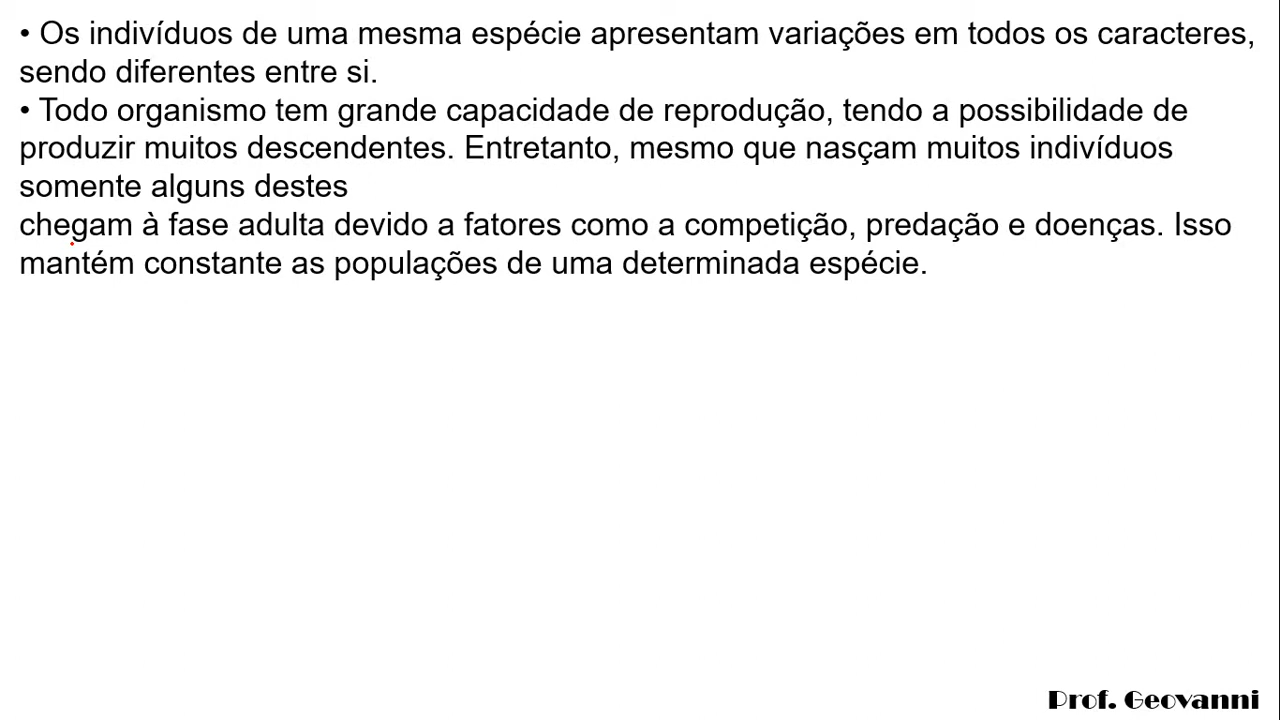 • Os indivíduos de uma mesma espécie apresentam variações em todos os caracteres,
sendo diferentes entre si.
• Todo organismo tem grande capacidade de reprodução, tendo a possibilidade de
produzir muitos descendentes. Entretanto, mesmo que nasçam muitos indivíduos
somente alguns destes
chegam à fase adulta devido a fatores como a competição, predação e doenças. Isso
mantém constante as populações de uma determinada espécie.
Prof. Geovanni